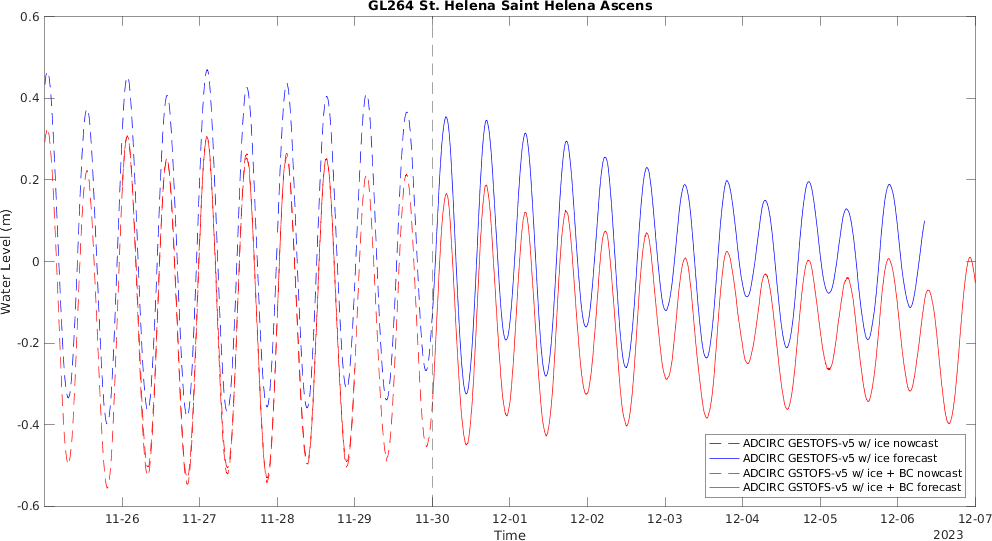 GL264 St. Helena Saint Helena Ascens
0.6
0.4
0.2
0
-0.2
-0.4
-0.6
Water Level (m)
11-26
11-27
11-28
11-29
11-30
12-01
12-02
12-03
12-04
12-05
12-06
12-07
Time
2023
ADCIRC GESTOFS-v5 w/ ice nowcast
ADCIRC GESTOFS-v5 w/ ice forecast
ADCIRC GSTOFS-v5 w/ ice + BC nowcast
ADCIRC GSTOFS-v5 w/ ice + BC forecast